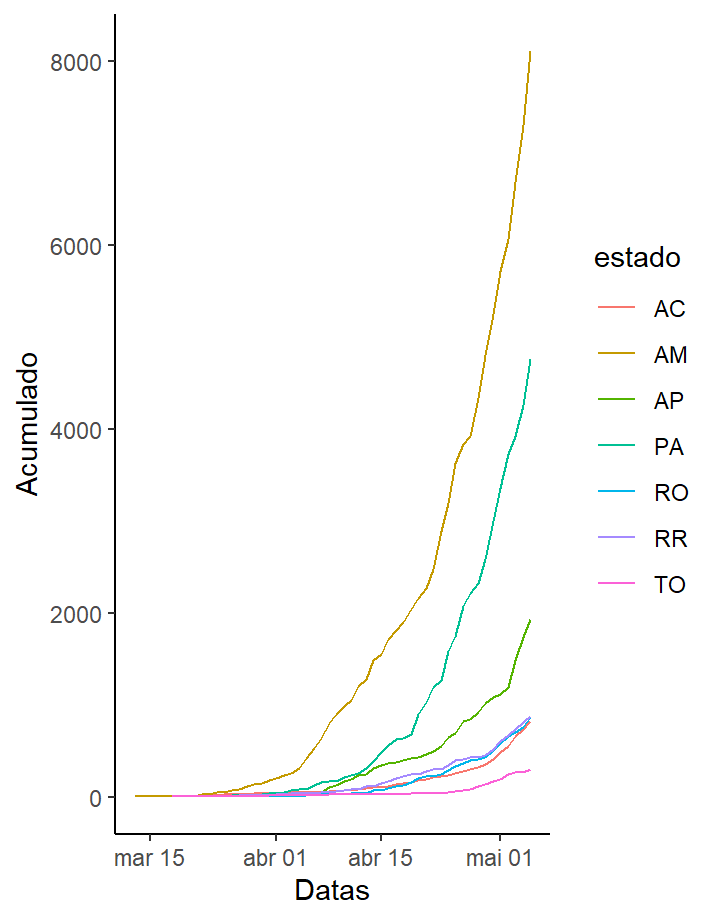 8000
6000
4000
2000
0
Acumulado
mar 15
abr 01
abr 15
mai 01
Datas
estado
AC
AM
AP
PA
RO
RR
TO